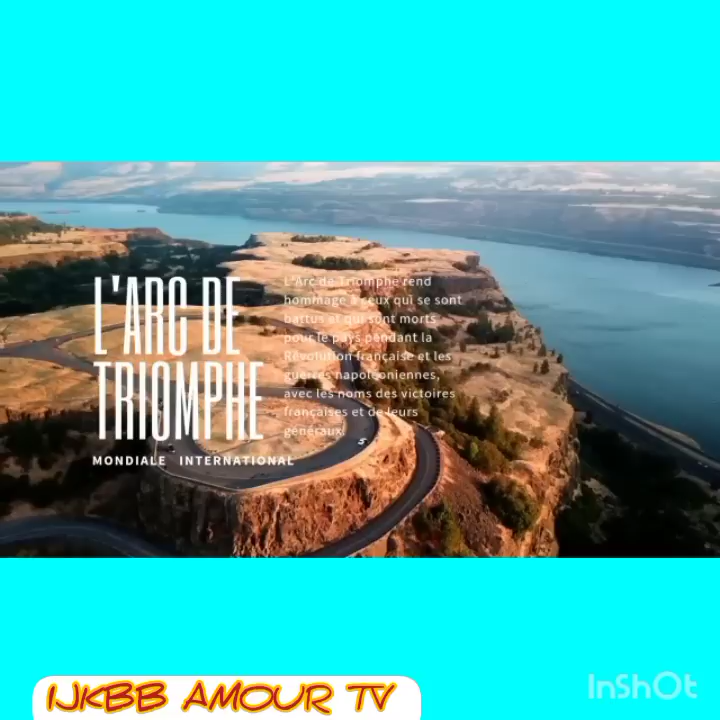 L'ARC DE
TRIOMPHE
MONDIALE INTERNATIONAL
L'Arc de Triomphe rend
hommage à ceux qui se sont
battus et qui sont morts
pour le pays pendant la
Révolution française et les
guerres napoléoniennes,
avec les noms des victoires
françaises et de leurs
généraux.
IJKBB AMOUR TV
InShOt